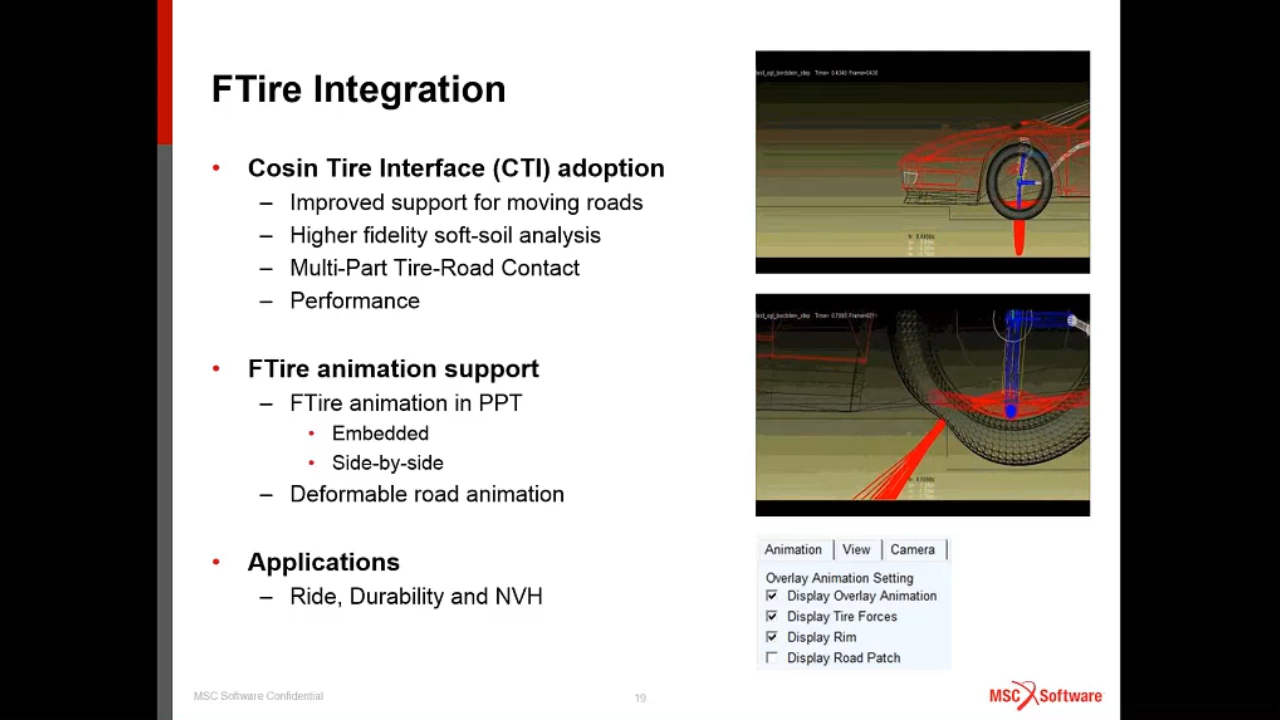 FTire Integration
• Cosin Tire Interface (CTI) adoption
– Improved support for moving roads
– Higher fidelity soft-soil analysis
– Multi-Part Tire-Road Contact
– Performance
• FTire animation support
– FTire animation in PPT
• Embedded
• Side-by-side
– Deformable road animation
• Applications
– Ride, Durability and NVH
Animation View Camera
Overlay Animation Setting
Display Overlay Animation
Display Tire Forces
Display Rim
Display Road Patch
MSC Software Confidential
19
MSC Software